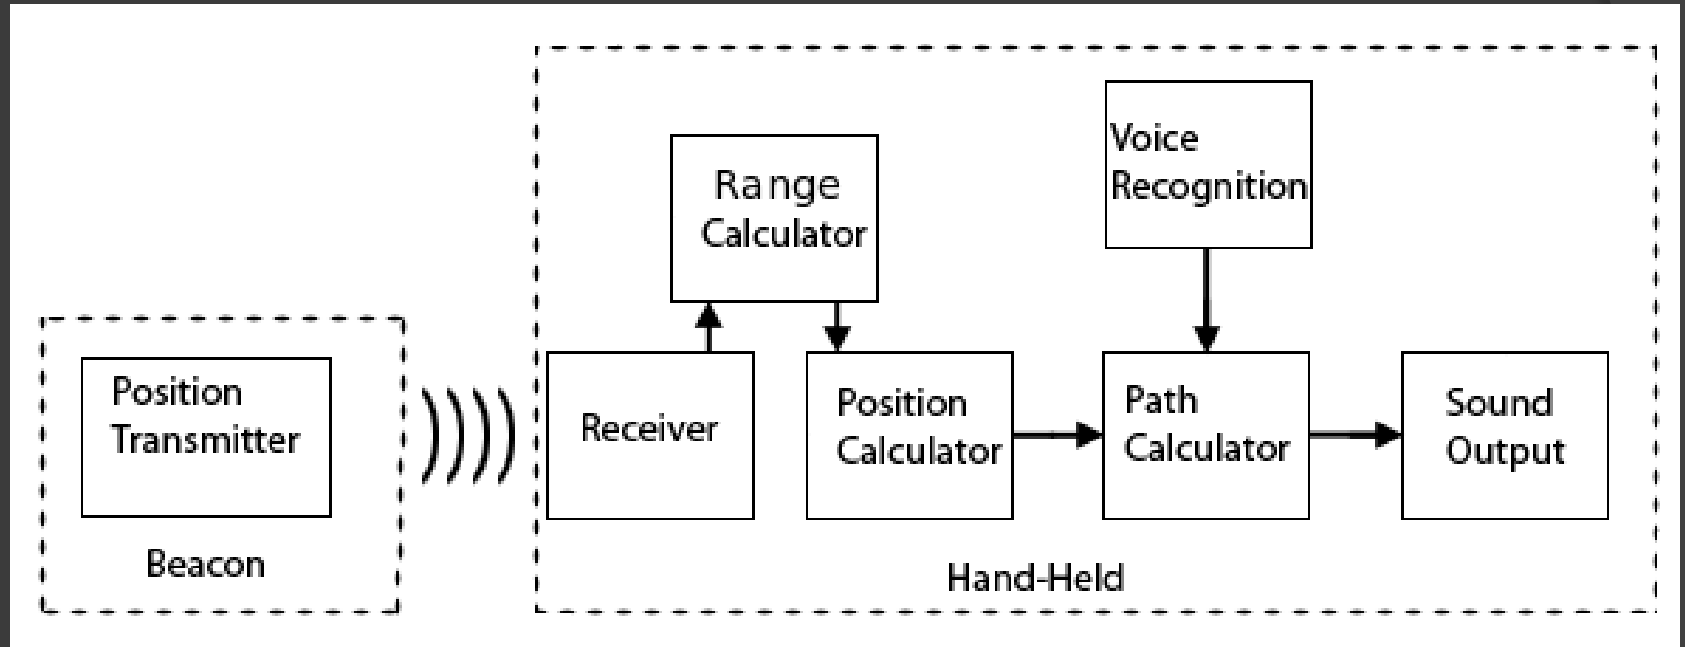 Position
Transmitter
Beacon
Receiver
Range
Calculator
Position
Calculator
Voice
Recognition
Path
Calculator
Sound
Output
Hand-Held